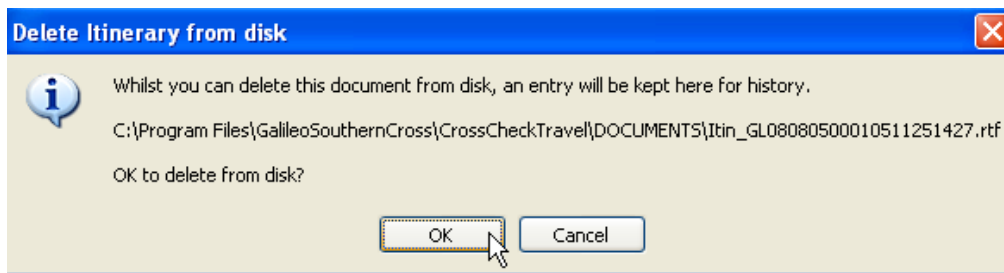 Delete Itinerary from disk
Whilst you can delete this document from disk, an entry will be kept here for history.
C:\Program Files\GalileoSouthernCross\CrossCheckTravel\DOCUMENTS\Itin_GL08080500010511251427.rtf
OK to delete from disk?
OK
Cancel